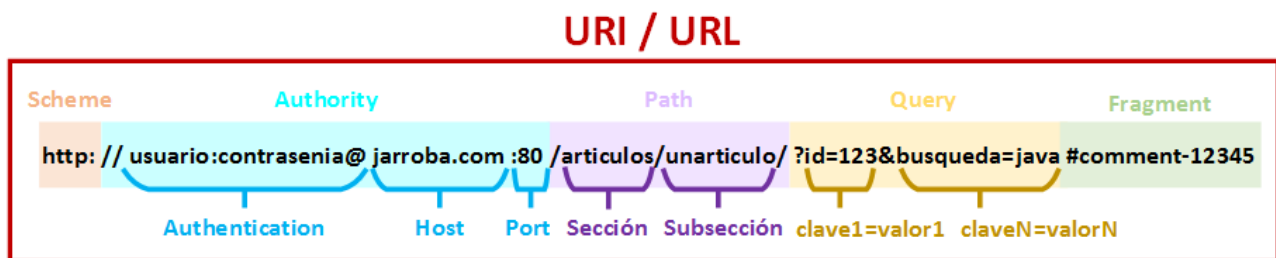 URI / URL
Scheme Authority Path Query Fragment
http: // usuario:contrasenia@ jarroba.com :80 /articulos/unarticulo/ ?id=123&busqueda=java #comment-12345
Authentication Host Port Sección Subsección clave1=valor1 claveN=valorN